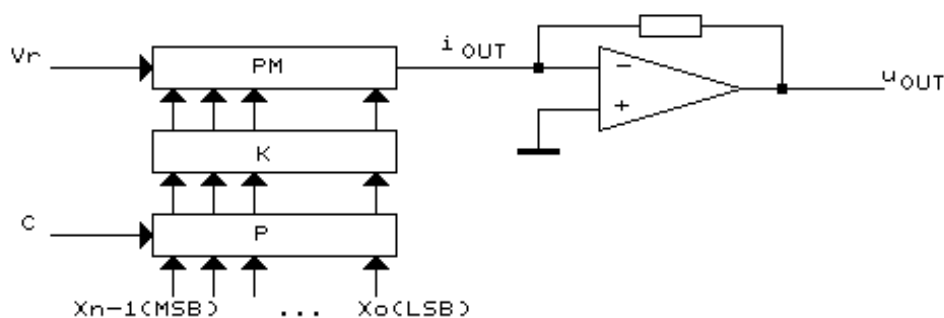 Vr
PM
i OUT
−
+
u OUT
K
C
P
Xn-1(MSB) ... Xo(LSB)